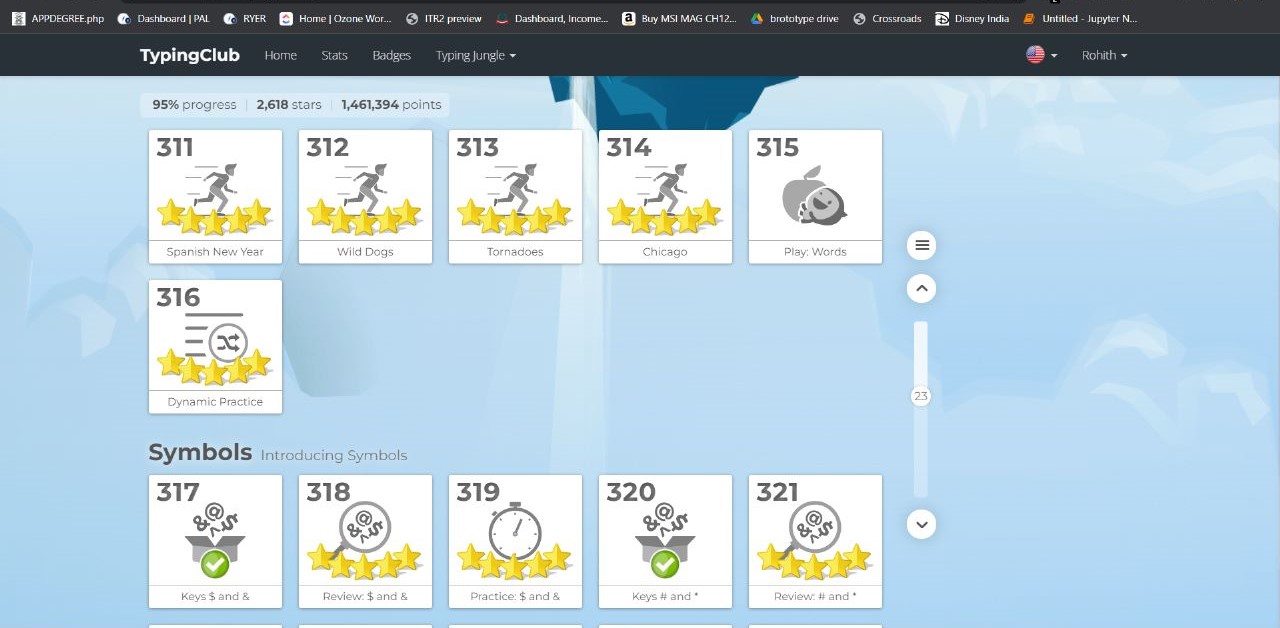 APPDEGREE.php Dashboard | PAL RYER Home | Ozone Wor... ITR2 preview Dashboard, Income... Buy MSI MAG CH12... brototype drive Crossroads Disney India Untitled - Jupyter N...
TypingClub Home Stats Badges Typing Jungle Rohith
95% progress 2,618 stars 1,461,394 points
311 312 313 314 315
Spanish New Year Wild Dogs Tornadoes Chicago Play: Words
316
Dynamic Practice
23
Symbols Introducing Symbols
317 318 319 320 321
Keys $ and & Review: $ and & Practice: $ and & Keys # and * Review: # and *